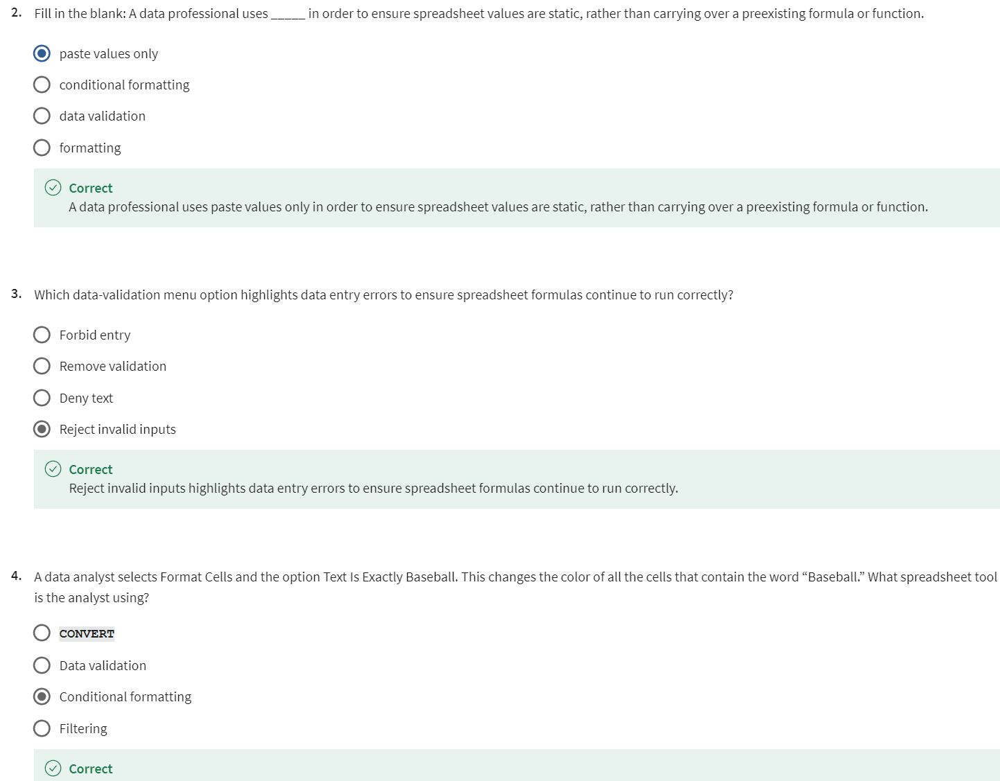 2. Fill in the blank: A data professional uses _____ in order to ensure spreadsheet values are static, rather than carrying over a preexisting formula or function.
paste values only
conditional formatting
data validation
formatting
Correct
A data professional uses paste values only in order to ensure spreadsheet values are static, rather than carrying over a preexisting formula or function.
3. Which data-validation menu option highlights data entry errors to ensure spreadsheet formulas continue to run correctly?
Forbid entry
Remove validation
Deny text
Reject invalid inputs
Correct
Reject invalid inputs highlights data entry errors to ensure spreadsheet formulas continue to run correctly.
4. A data analyst selects Format Cells and the option Text Is Exactly Baseball. This changes the color of all the cells that contain the word “Baseball.” What spreadsheet tool
is the analyst using?
CONVERT
Data validation
Conditional formatting
Filtering
Correct